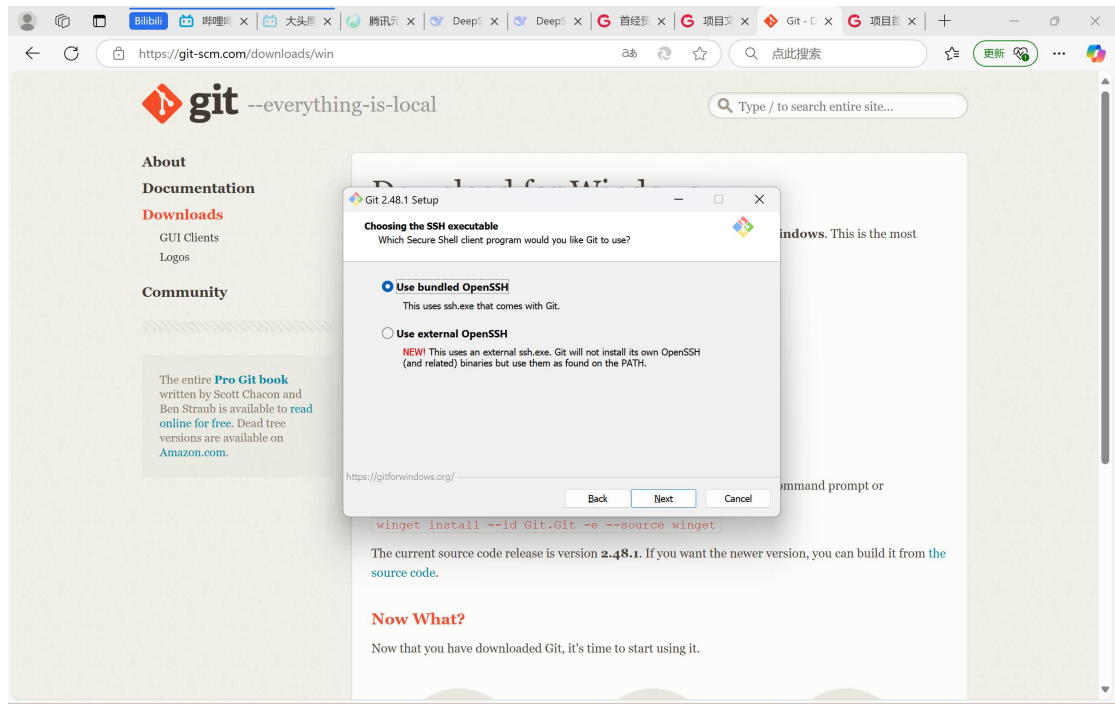 Bilibili 哔哩哔 大头 腾讯元 DeepS DeepS 首经贸 项目文 Git - D 项目首
https://git-scm.com/downloads/win
点此搜索
更新
git --everything-is-local
Type / to search entire site...
About
Documentation
Downloads
GUI Clients
Logos
Community
The entire Pro Git book
written by Scott Chacon and
Ben Straub is available to read
online for free. Dead tree
versions are available on
Amazon.com.
Download for Windows
indows. This is the most
Git 2.48.1 Setup
Choosing the SSH executable
Which Secure Shell client program would you like Git to use?
Use bundled OpenSSH
This uses ssh.exe that comes with Git.
Use external OpenSSH
NEW! This uses an external ssh.exe. Git will not install its own OpenSSH
(and related) binaries but use them as found on the PATH.
https://gitforwindows.org/
Back Next Cancel
ommand prompt or
winget install --id Git.Git -e --source winget
The current source code release is version 2.48.1. If you want the newer version, you can build it from the
source code.
Now What?
Now that you have downloaded Git, it's time to start using it.